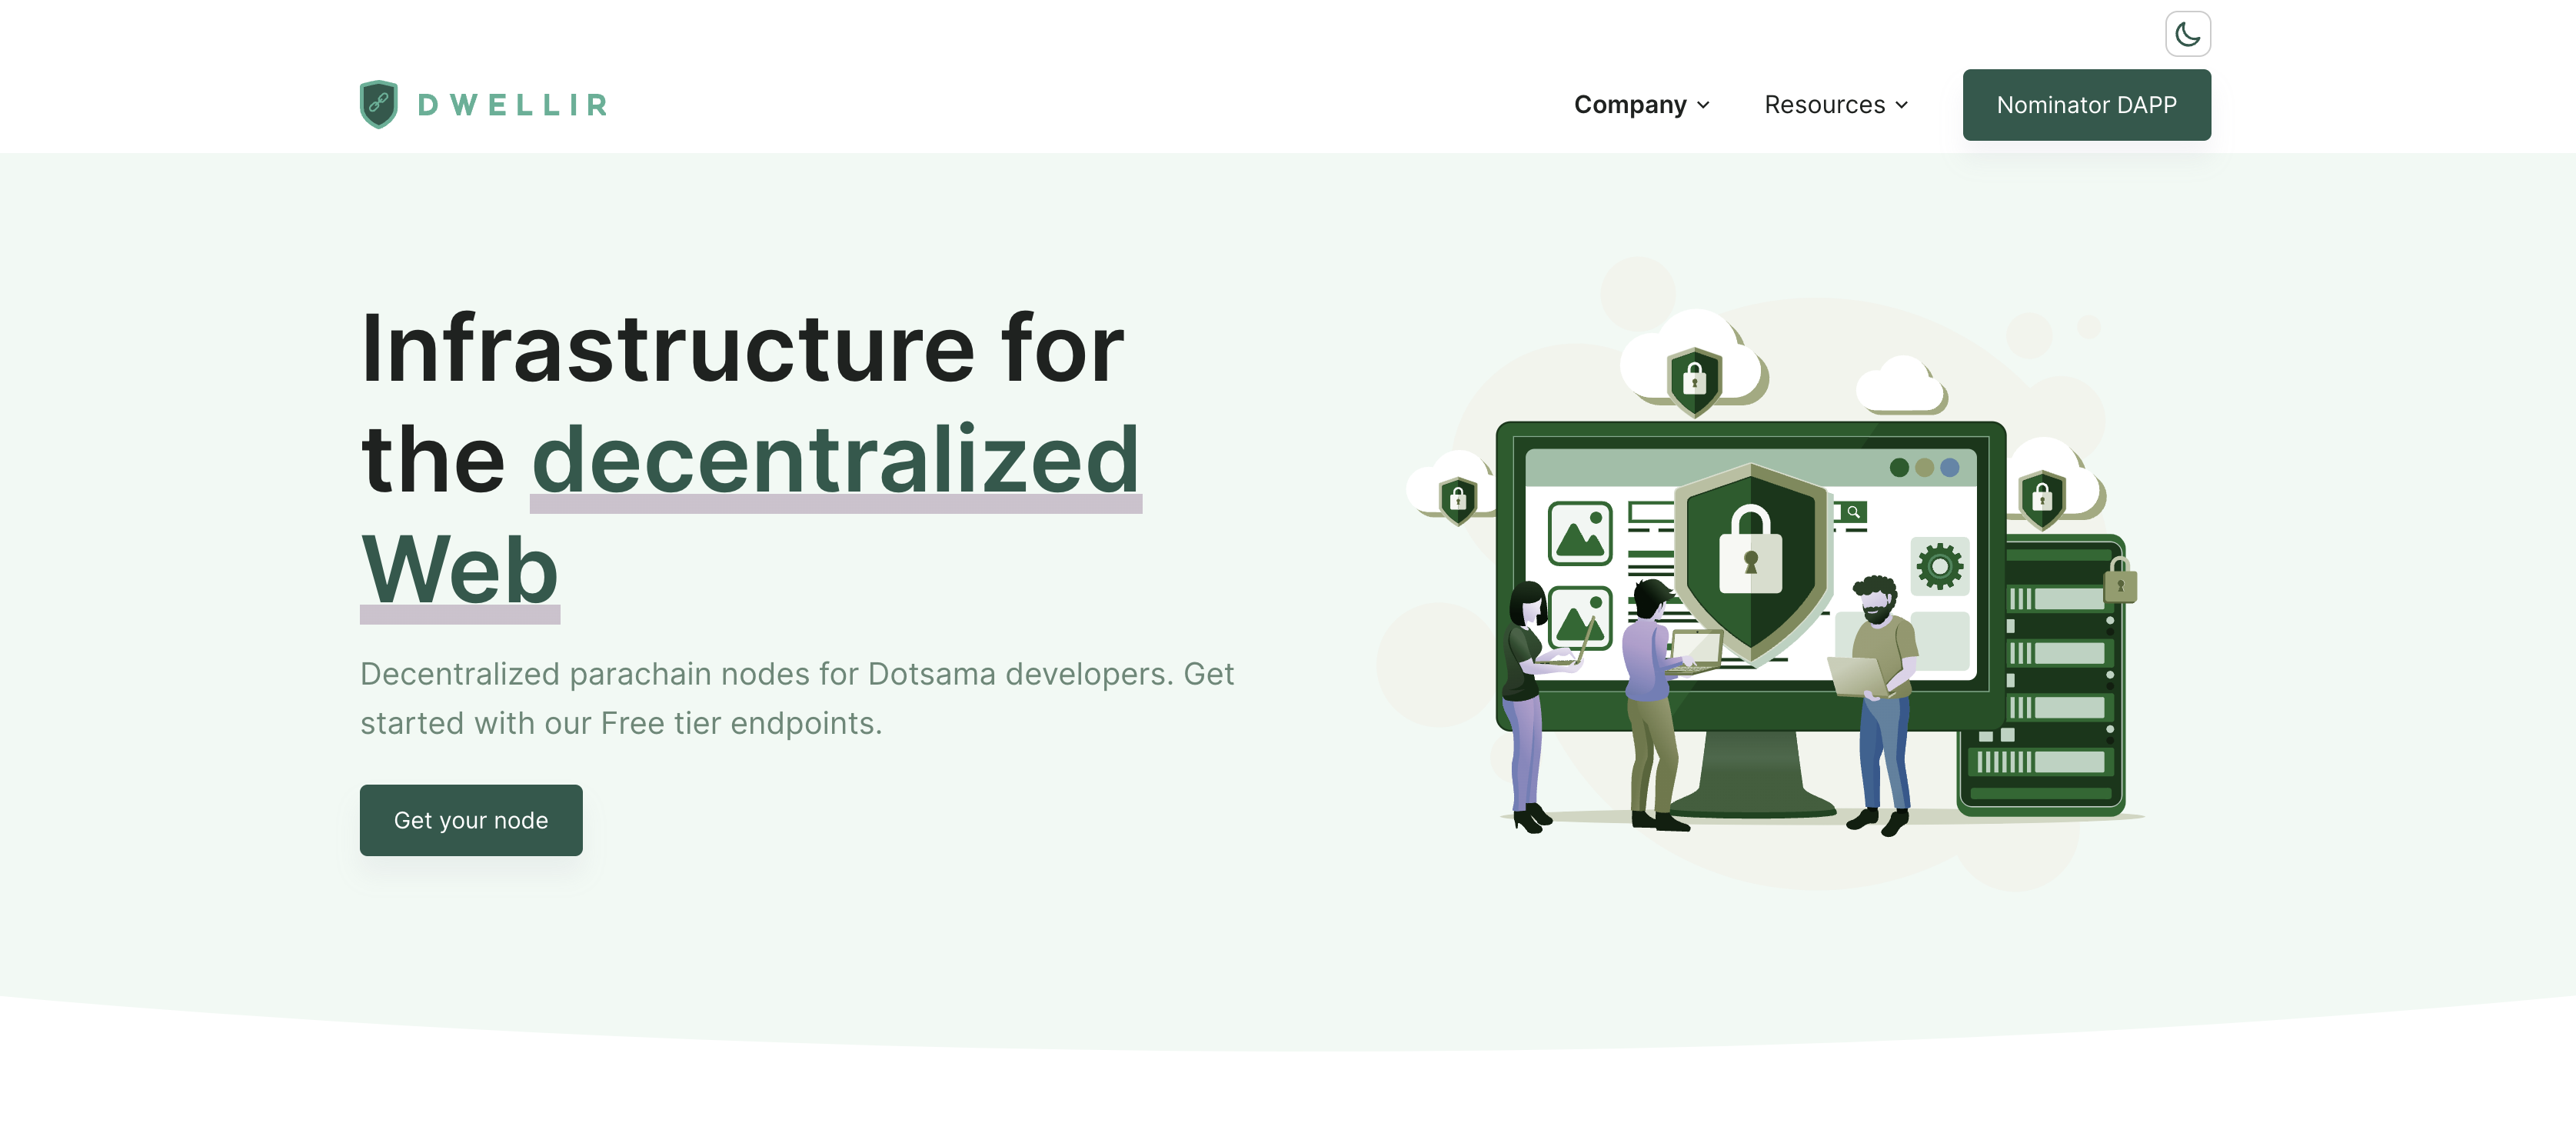 DWELLIR
Company
Resources
Nominator DAPP
Infrastructure for
the decentralized
Web
Decentralized parachain nodes for Dotsama developers. Get
started with our Free tier endpoints.
Get your node